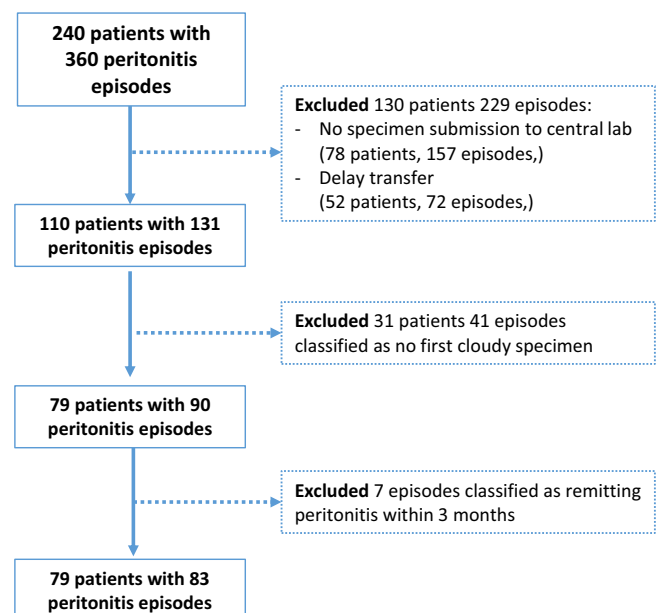 240 patients with
360 peritonitis
episodes
Excluded 130 patients 229 episodes:
- No specimen submission to central lab
(78 patients, 157 episodes,)
- Delay transfer
(52 patients, 72 episodes,)
110 patients with 131
peritonitis episodes
Excluded 31 patients 41 episodes
classified as no first cloudy specimen
79 patients with 90
peritonitis episodes
Excluded 7 episodes classified as remitting
peritonitis within 3 months
79 patients with 83
peritonitis episodes